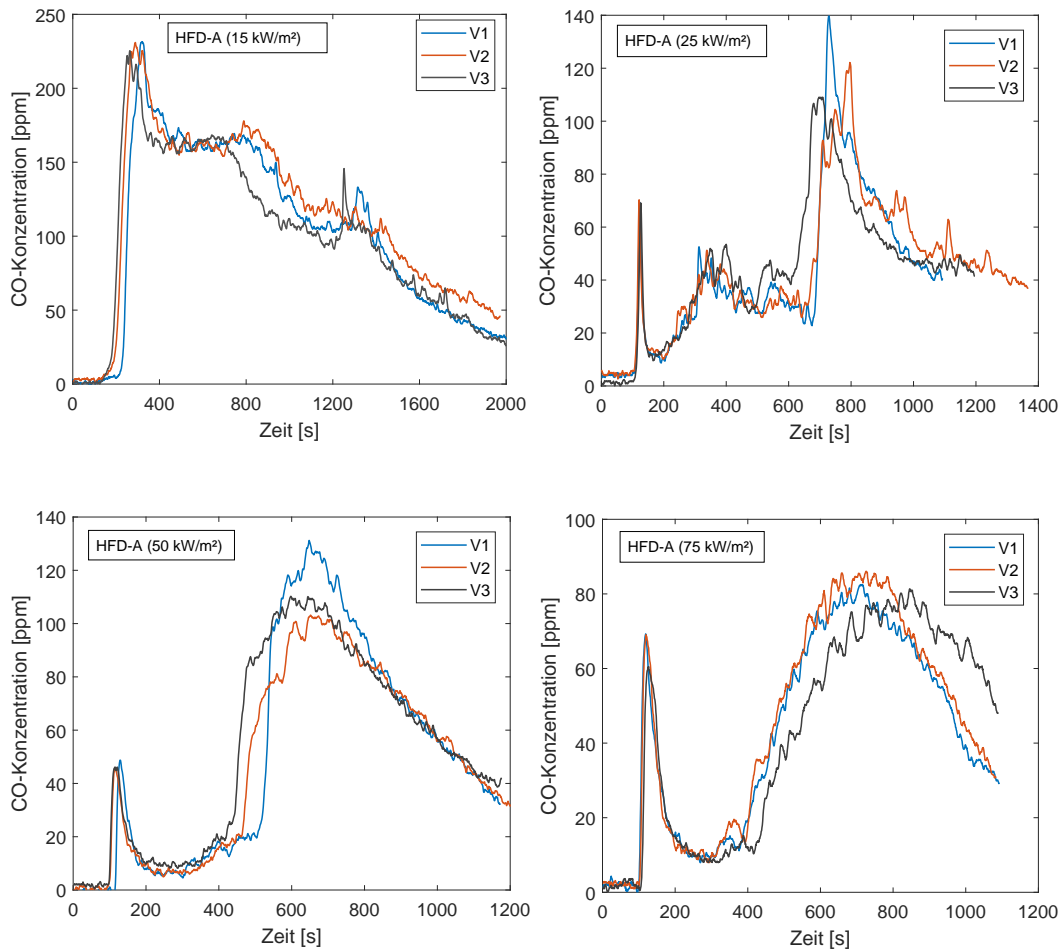 HFD-A (15 kW/m²)
V1
V2
V3
CO-Konzentration [ppm]
250
200
150
100
50
0
0 400 800 1200 1600 2000
Zeit [s]
HFD-A (25 kW/m²)
V1
V2
V3
CO-Konzentraion [ppm]
140
120
100
80
60
40
20
0
0 200 400 600 800 1000 1200 1400
Zeit [s]
HFD-A (50 kW/m²)
V1
V2
V3
CO-Konzentration [ppm]
140
120
100
80
60
40
20
0
0 200 400 600 800 1000 1200
Zeit [s]
HFD-A (75 kW/m²)
V1
V2
V3
CO-Konzentration [ppm]
100
80
60
40
20
0
0 200 400 600 800 1000 1200
Zeit [s]